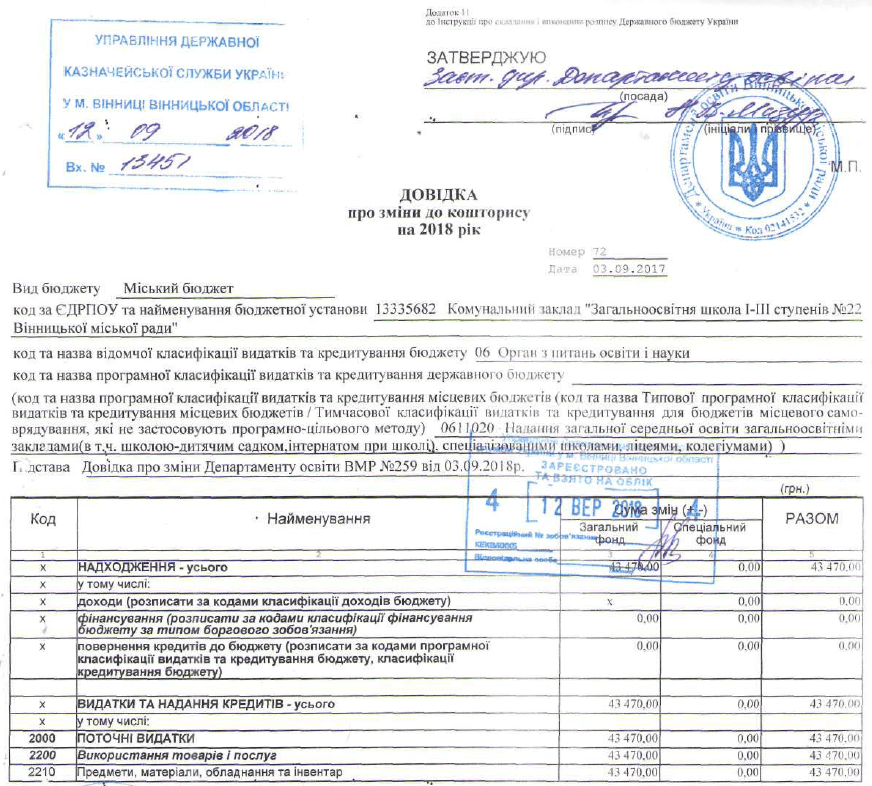 Додаток 11
до Інструкції про складання і виконання розпису Державного бюджету України
УПРАВЛІННЯ ДЕРЖАВНОЇ
КАЗНАЧЕЙСЬКОЇ СЛУЖБИ УКРАЇНИ
У М. ВІННИЦІ ВІННИЦЬКОЇ ОБЛАСТІ
«12» 09 2018
Вх. № 13451
ЗАТВЕРДЖУЮ
Заст. дир. Департаменту освіти
(посада)
(підпис) (ініціали і прізвище)
М.П.
Департамент освіти Вінницької міської ради
Україна * Код 02141532 *
ДОВІДКА
про зміни до кошторису
на 2018 рік
Номер 72
Дата 03.09.2017
Вид бюджету Міський бюджет
код за ЄДРПОУ та найменування бюджетної установи 13335682 Комунальний заклад "Загальноосвітня школа І-ІІІ ступенів №22
Вінницької міської ради"
код та назва відомчої класифікації видатків та кредитування бюджету 06 Орган з питань освіти і науки
код та назва програмної класифікації видатків та кредитування державного бюджету
(код та назва програмної класифікації видатків та кредитування місцевих бюджетів (код та назва Типової програмної класифікації
видатків та кредитування місцевих бюджетів / Тимчасової класифікації видатків та кредитування для бюджетів місцевого само-
врядування, які не застосовують програмно-цільового методу) 0611020 Надання загальної середньої освіти загальноосвітніми
закладами(в т.ч. школою-дитячим садком,інтернатом при школі), спеціалізованими школами, ліцеями, колегіумами) )
Підстава Довідка про зміни Департаменту освіти ВМР №259 від 03.09.2018р.
у м. Вінниці Вінницької області
ЗАРЕЄСТРОВАНО
ТА ВЗЯТО НА ОБЛІК
4 12 ВЕР 2018 4
Реєстраційний № зобов'язання
Відповідальна особа
(грн.)
Код Найменування Сума змін (+,-) РАЗОМ
Загальний фонд Спеціальний фонд
1 2 3 4 5
х НАДХОДЖЕННЯ - усього 43 470,00 0,00 43 470,00
х у тому числі:
х доходи (розписати за кодами класифікації доходів бюджету) х 0,00 0,00
х фінансування (розписати за кодами класифікації фінансування 0,00 0,00 0,00
бюджету за типом боргового зобов'язання)
х повернення кредитів до бюджету (розписати за кодами програмної 0,00 0,00 0,00
класифікації видатків та кредитування бюджету, класифікації
кредитування бюджету)
х ВИДАТКИ ТА НАДАННЯ КРЕДИТІВ - усього 43 470,00 0,00 43 470,00
х у тому числі:
2000 ПОТОЧНІ ВИДАТКИ 43 470,00 0,00 43 470,00
2200 Використання товарів і послуг 43 470,00 0,00 43 470,00
2210 Предмети, матеріали, обладнання та інвентар 43 470,00 0,00 43 470,00